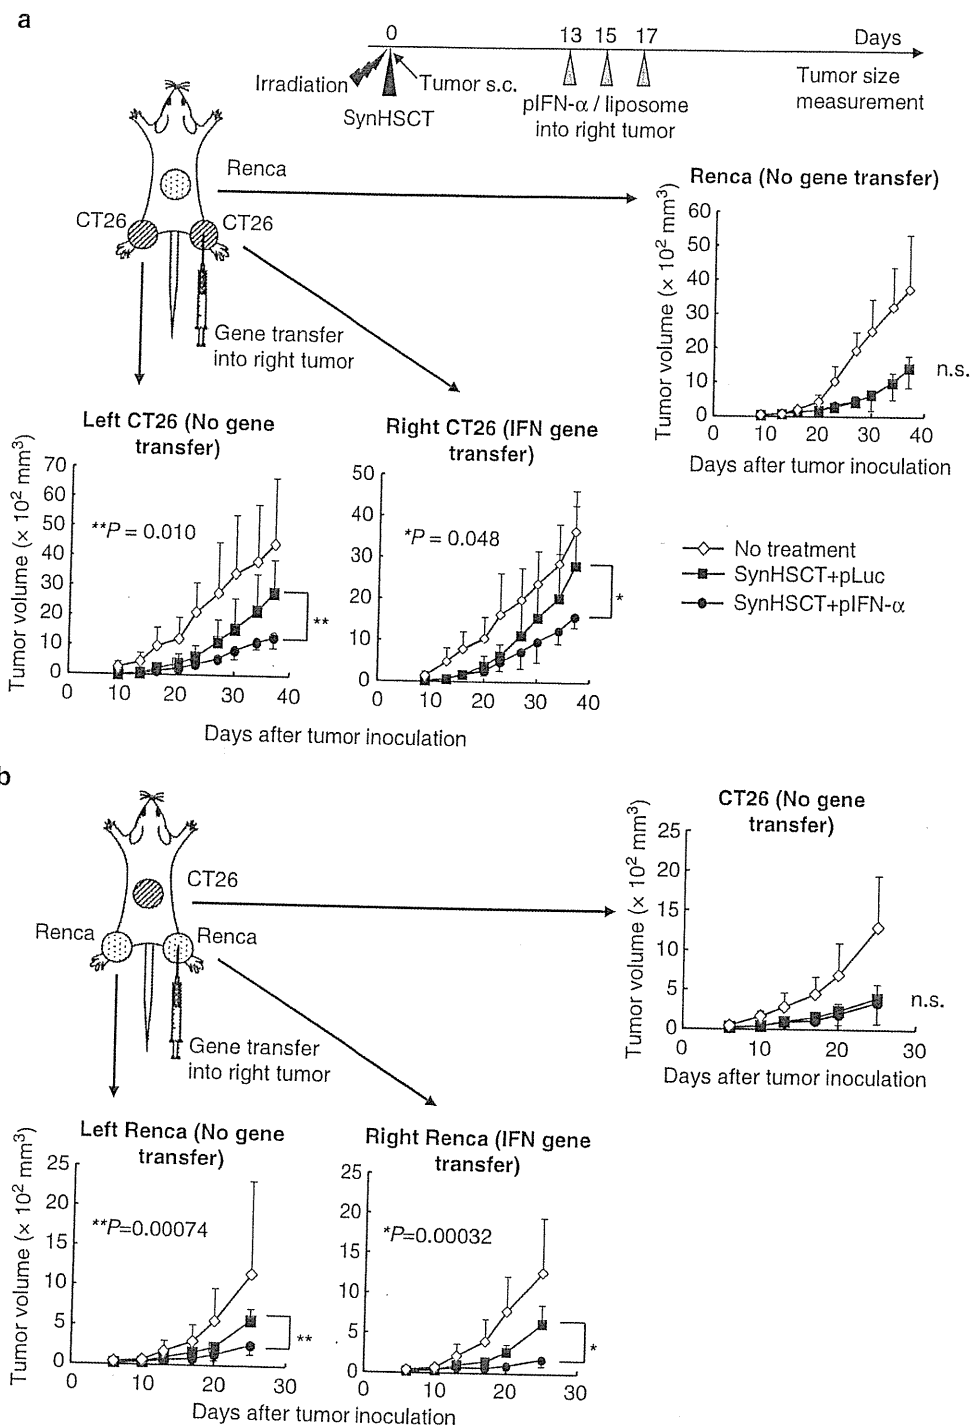 a
0 13 15 17 Days
Irradiation
Tumor s.c.
SynHSCT
pIFN-α / liposome
into right tumor
Tumor size
measurement
Renca
CT26
CT26
Gene transfer
into right tumor
Renca (No gene transfer)
Tumor volume (× 10² mm³)
60
50
40
30
20
10
0
0 10 20 30 40
n.s.
Days after tumor inoculation
Left CT26 (No gene
transfer)
Tumor volume (× 10² mm³)
70
60
50
40
30
20
10
0
**P = 0.010
**
0 10 20 30 40
Right CT26 (IFN gene
transfer)
50
40
30
20
10
0
*P = 0.048
*
0 10 20 30 40
Days after tumor inoculation
No treatment
SynHSCT+pLuc
SynHSCT+pIFN-α
b
CT26
Renca
Renca
Gene transfer
into right tumor
CT26 (No gene
transfer)
Tumor volume (× 10² mm³)
25
20
15
10
5
0
0 10 20 30
n.s.
Days after tumor inoculation
Left Renca (No gene
transfer)
Tumor volume (× 10² mm³)
25
20
15
10
5
0
**P=0.00074
**
0 10 20 30
Right Renca (IFN gene
transfer)
25
20
15
10
5
0
*P=0.00032
*
0 10 20 30
Days after tumor inoculation